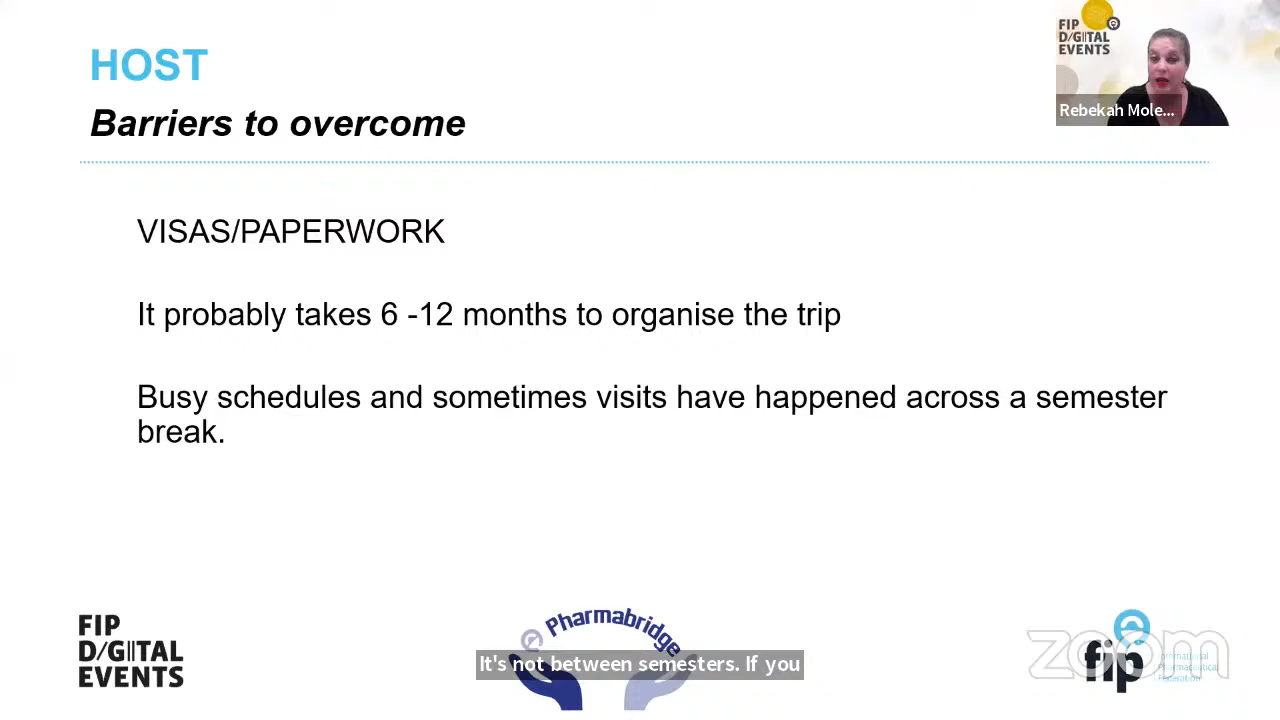 HOST
Barriers to overcome
FIP
D/GITAL
EVENTS
Rebekah Mole...
VISAS/PAPERWORK
It probably takes 6 -12 months to organise the trip
Busy schedules and sometimes visits have happened across a semester
break.
FIP
D/GITAL
EVENTS
Pharmabridge
It's not between semesters. If you
zoom
fip
International
Pharmaceutical
Federation